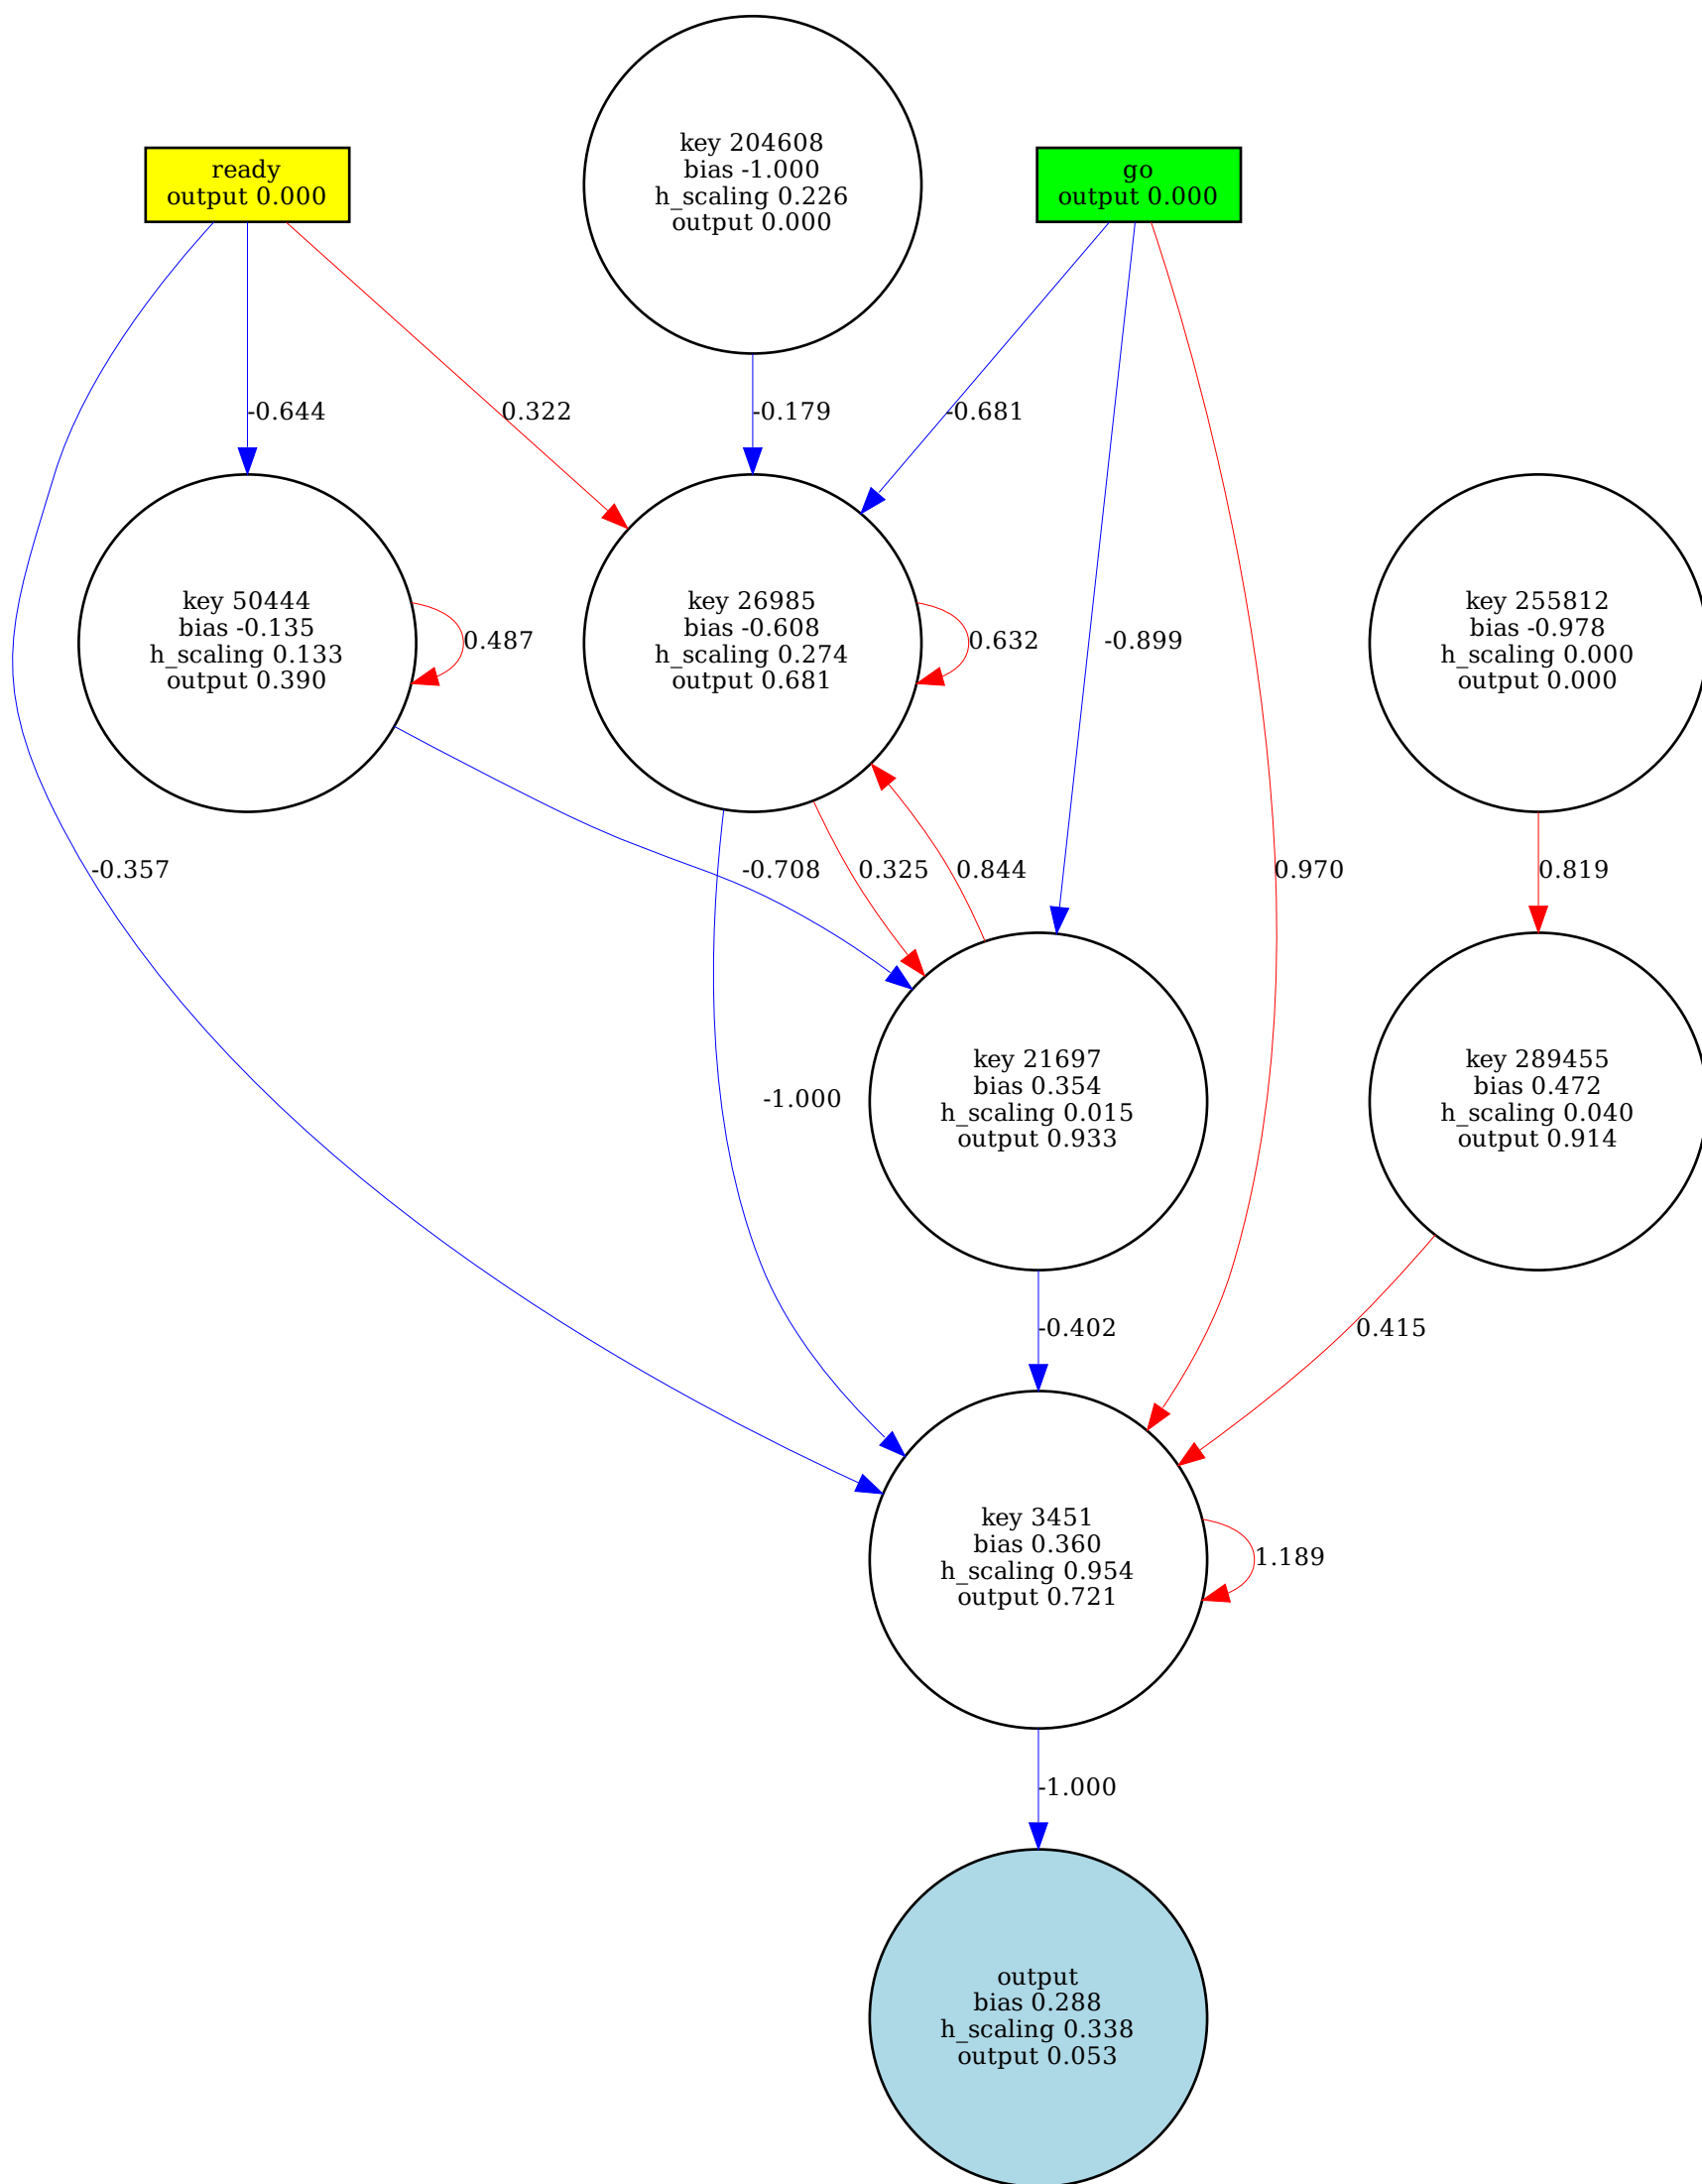 key 204608
bias -1.000
h_scaling 0.226
output 0.000
ready
output 0.000
go
output 0.000
-0.644
0.322
-0.179
-0.681
key 50444
bias -0.135
h_scaling 0.133
output 0.390
0.487
key 26985
bias -0.608
h_scaling 0.274
output 0.681
0.632
-0.899
key 255812
bias -0.978
h_scaling 0.000
output 0.000
-0.357
-0.708
0.325
0.844
0.970
0.819
-1.000
key 21697
bias 0.354
h_scaling 0.015
output 0.933
key 289455
bias 0.472
h_scaling 0.040
output 0.914
-0.402
0.415
key 3451
bias 0.360
h_scaling 0.954
output 0.721
1.189
-1.000
output
bias 0.288
h_scaling 0.338
output 0.053